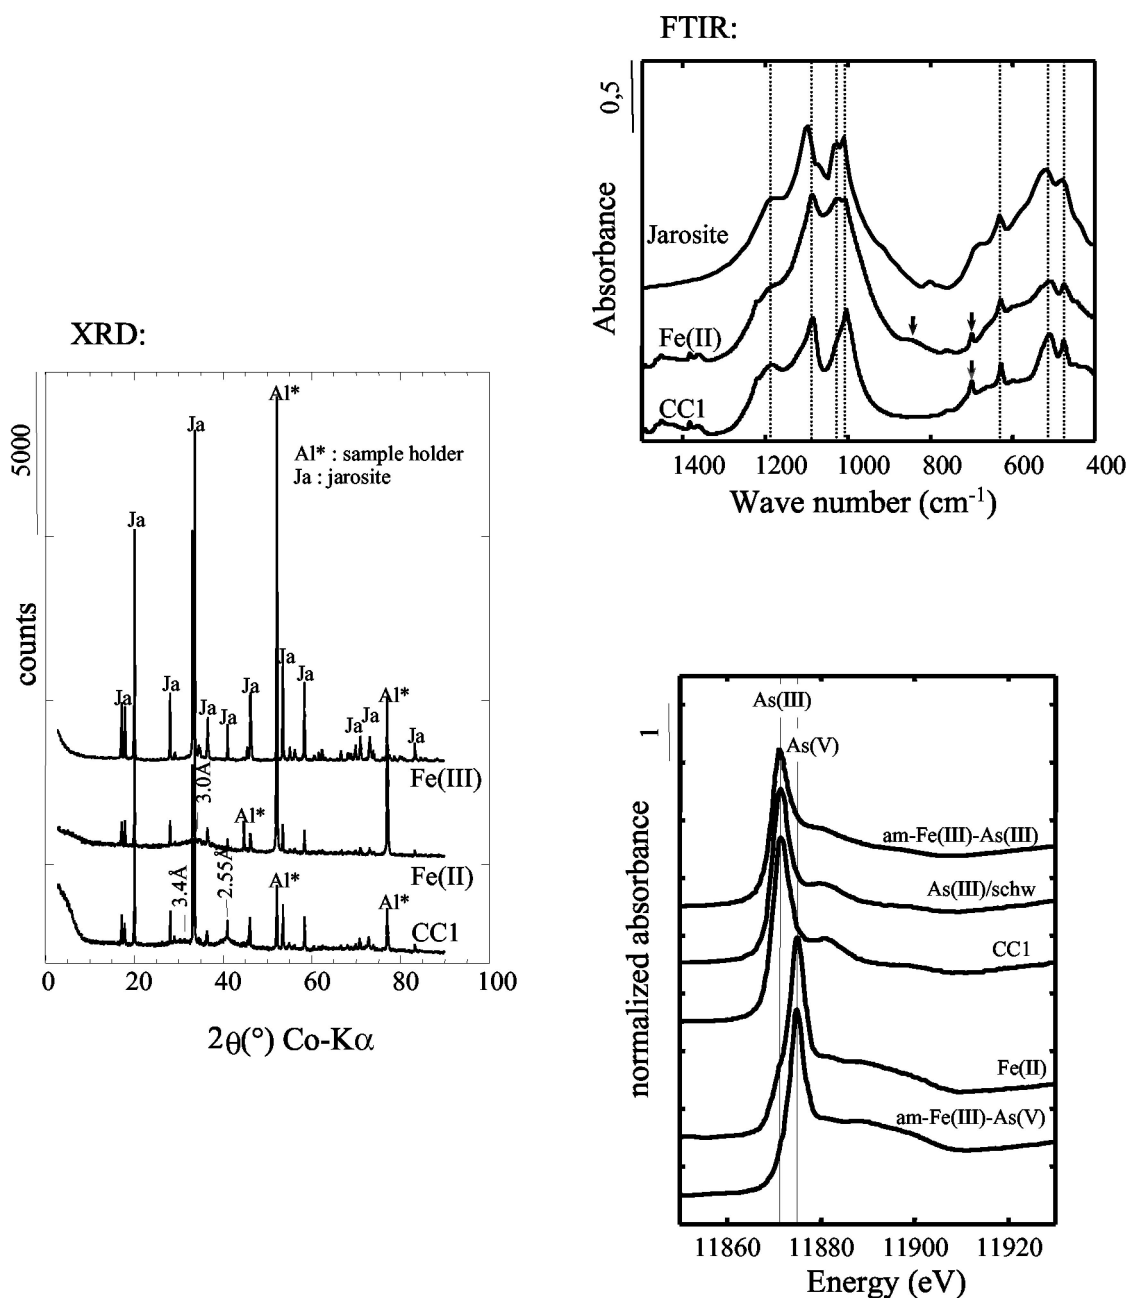 FTIR:
0,5
Absorbance
Jarosite
Fe(II)
CC1
1400 1200 1000 800 600 400
Wave number (cm-1)
XRD:
5000
counts
Al*
Ja
Al* : sample holder
Ja : jarosite
Ja
Ja
Ja
Ja
Ja
Ja
Ja
Ja
Al*
Ja
Ja
Ja
Fe(III)
3.0Å
Al*
Fe(II)
3.4Å
2.55Å
Al*
Al*
CC1
0 20 40 60 80 100
2θ(°) Co-Kα
1
As(III)
As(V)
normalized absorbance
am-Fe(III)-As(III)
As(III)/schw
CC1
Fe(II)
am-Fe(III)-As(V)
11860 11880 11900 11920
Energy (eV)